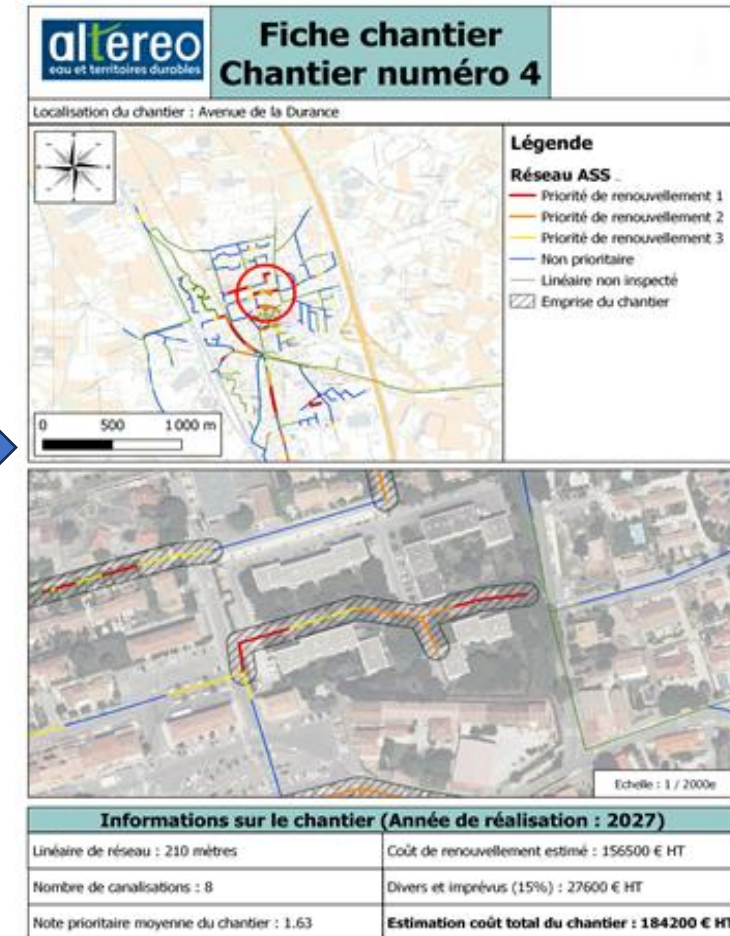 altereo
eau et territoires durables
Fiche chantier
Chantier numéro 4
Localisation du chantier : Avenue de la Durance
Légende
Réseau ASS
Priorité de renouvellement 1
Priorité de renouvellement 2
Priorité de renouvellement 3
Non prioritaire
Linéaire non inspecté
Emprise du chantier
0 500 1 000 m
Echelle : 1 / 2000e
Informations sur le chantier (Année de réalisation : 2027)
Linéaire de réseau : 210 mètres
Coût de renouvellement estimé : 156500 € HT
Nombre de canalisations : 8
Divers et imprévus (15%) : 27600 € HT
Note prioritaire moyenne du chantier : 1.63
Estimation coût total du chantier : 184200 € HT